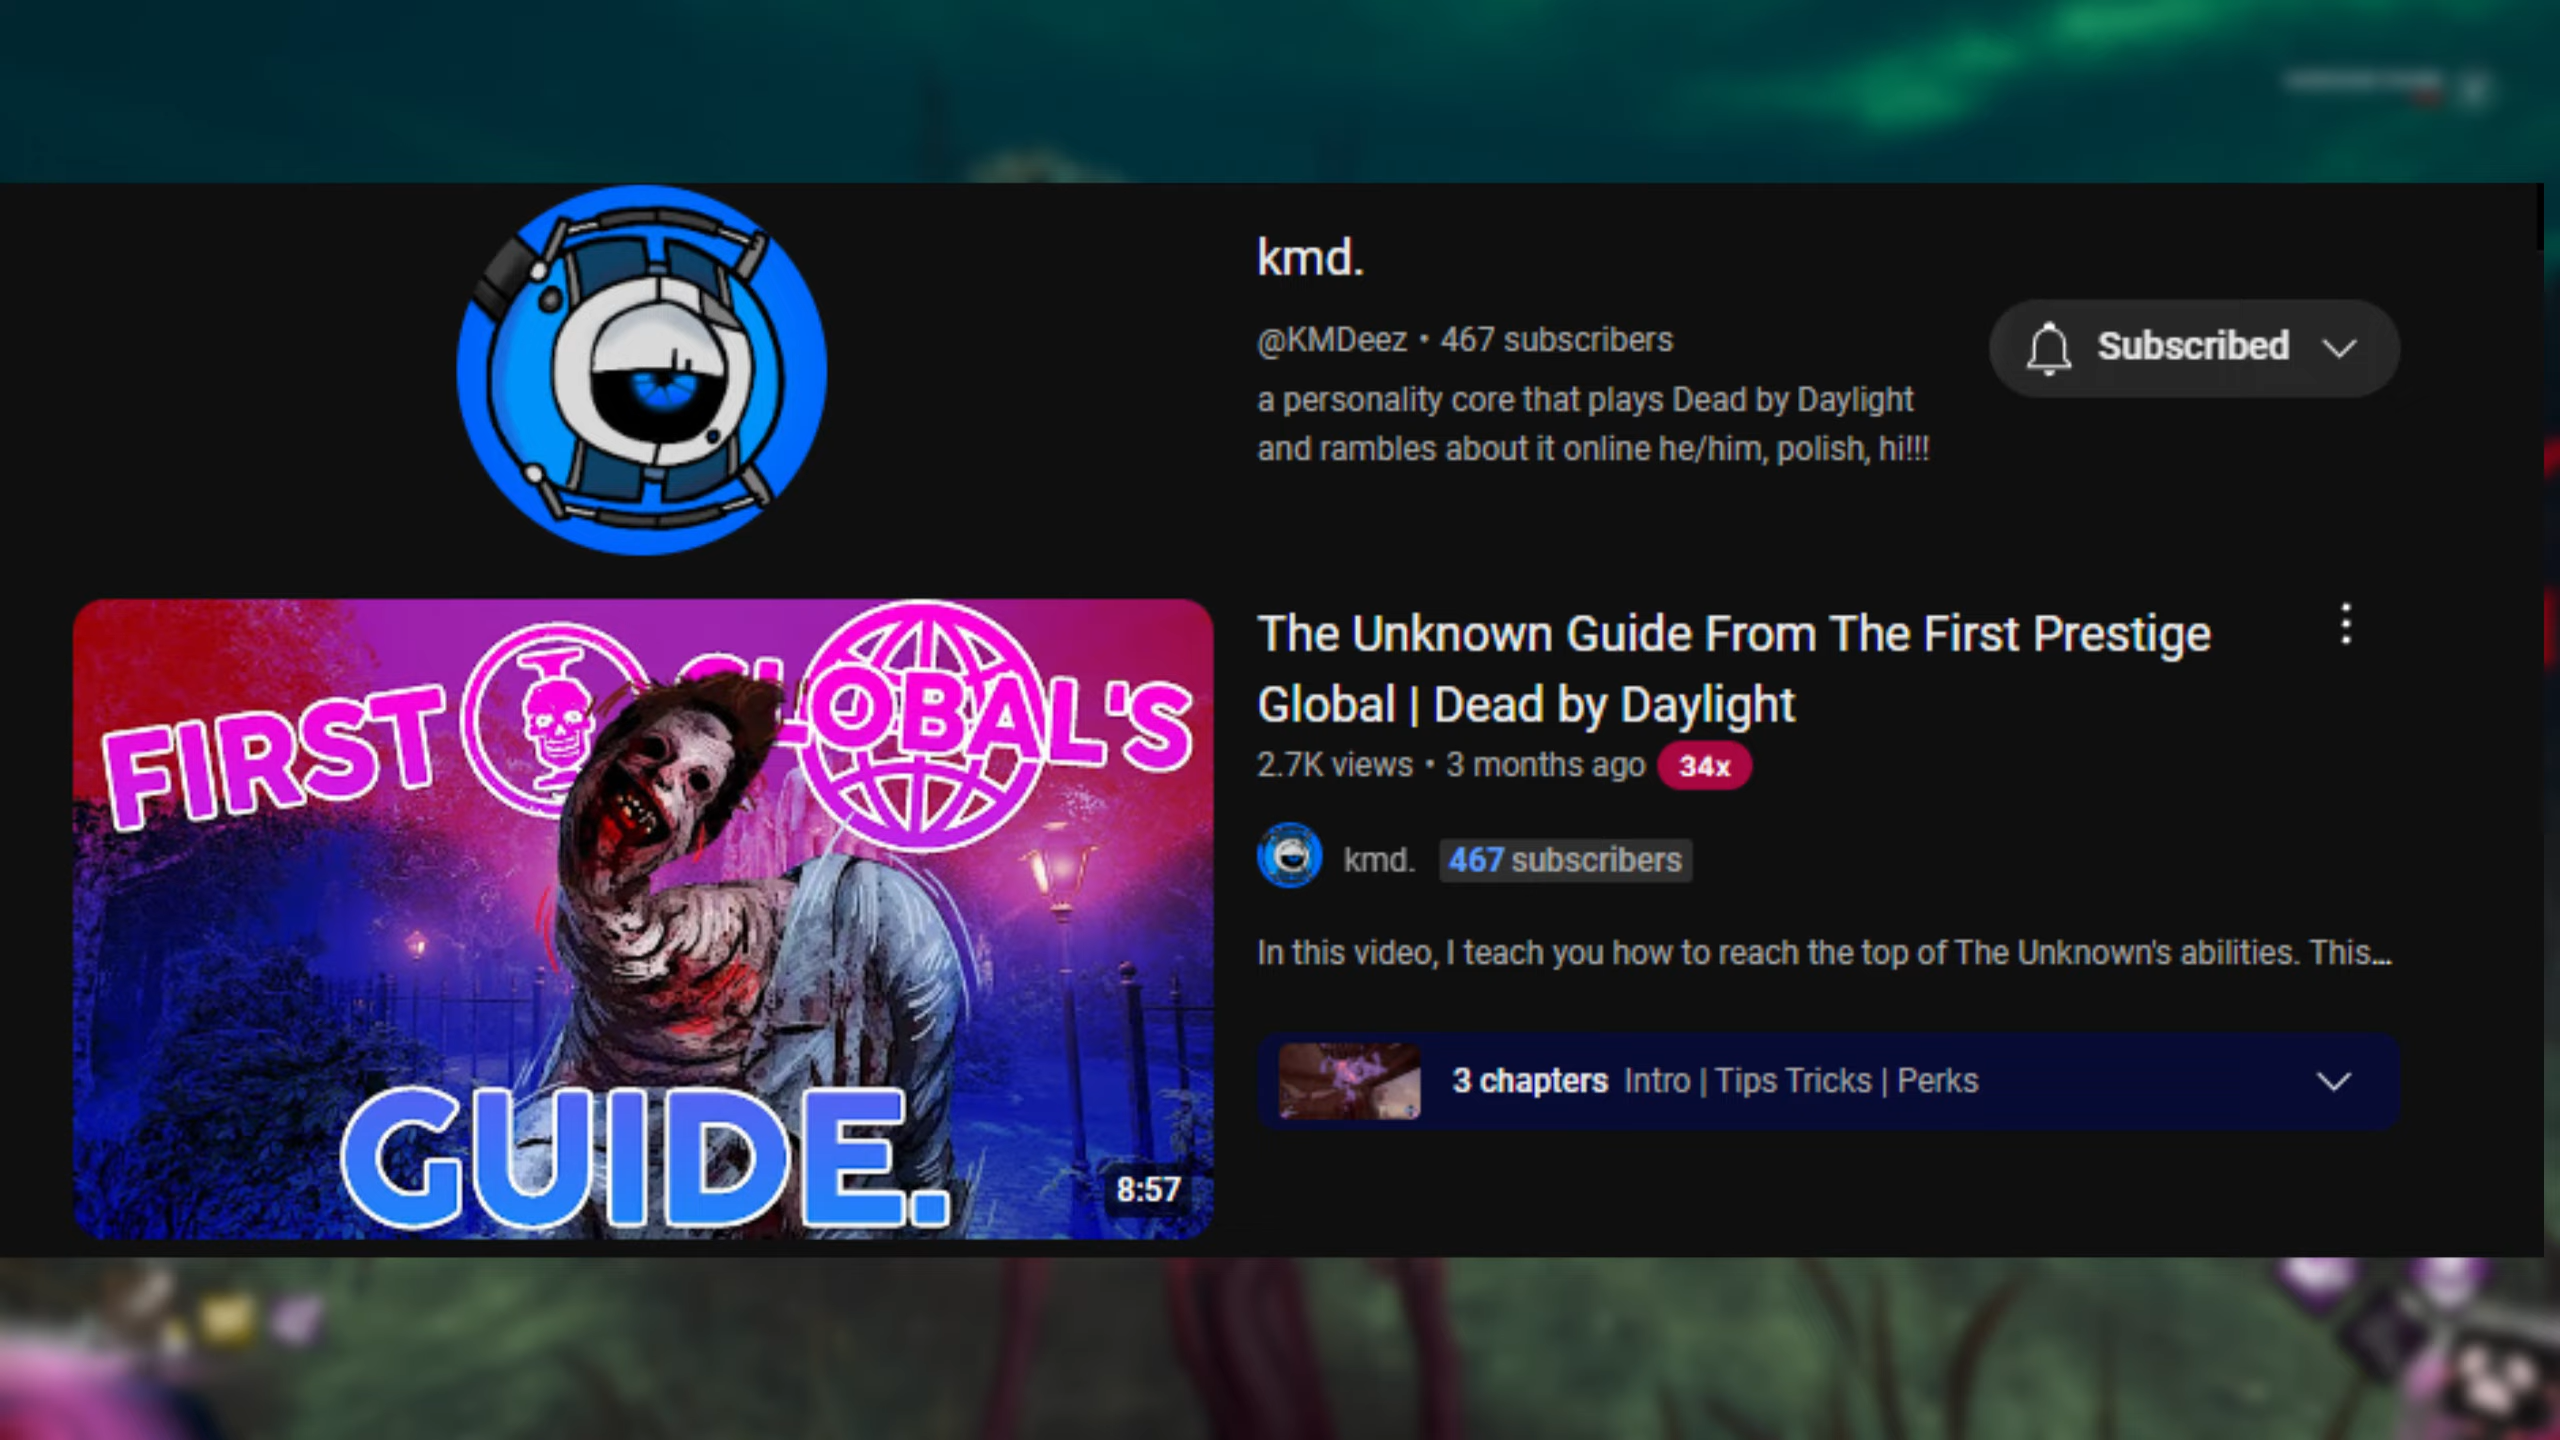 kmd.
@KMDeez • 467 subscribers
Subscribed
a personality core that plays Dead by Daylight
and rambles about it online he/him, polish, hi!!!
FIRST GLOBAL'S
GUIDE.
8:57
The Unknown Guide From The First Prestige
Global | Dead by Daylight
2.7K views • 3 months ago 34x
kmd. 467 subscribers
In this video, I teach you how to reach the top of The Unknown's abilities. This...
3 chapters Intro | Tips Tricks | Perks